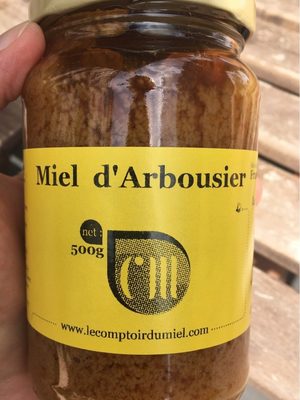 Miel d'Arbousier
net :
500g
www.lecomptoirdumiel.com